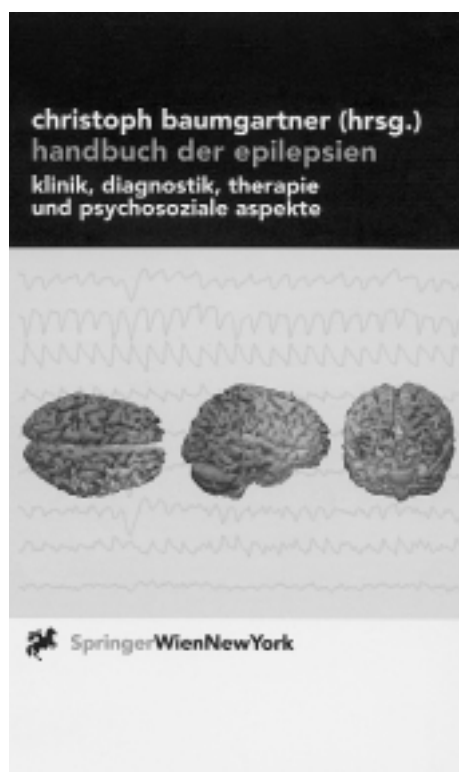 christoph baumgartner (hrsg.)
handbuch der epilepsien
klinik, diagnostik, therapie
und psychosoziale aspekte
SpringerWienNewYork